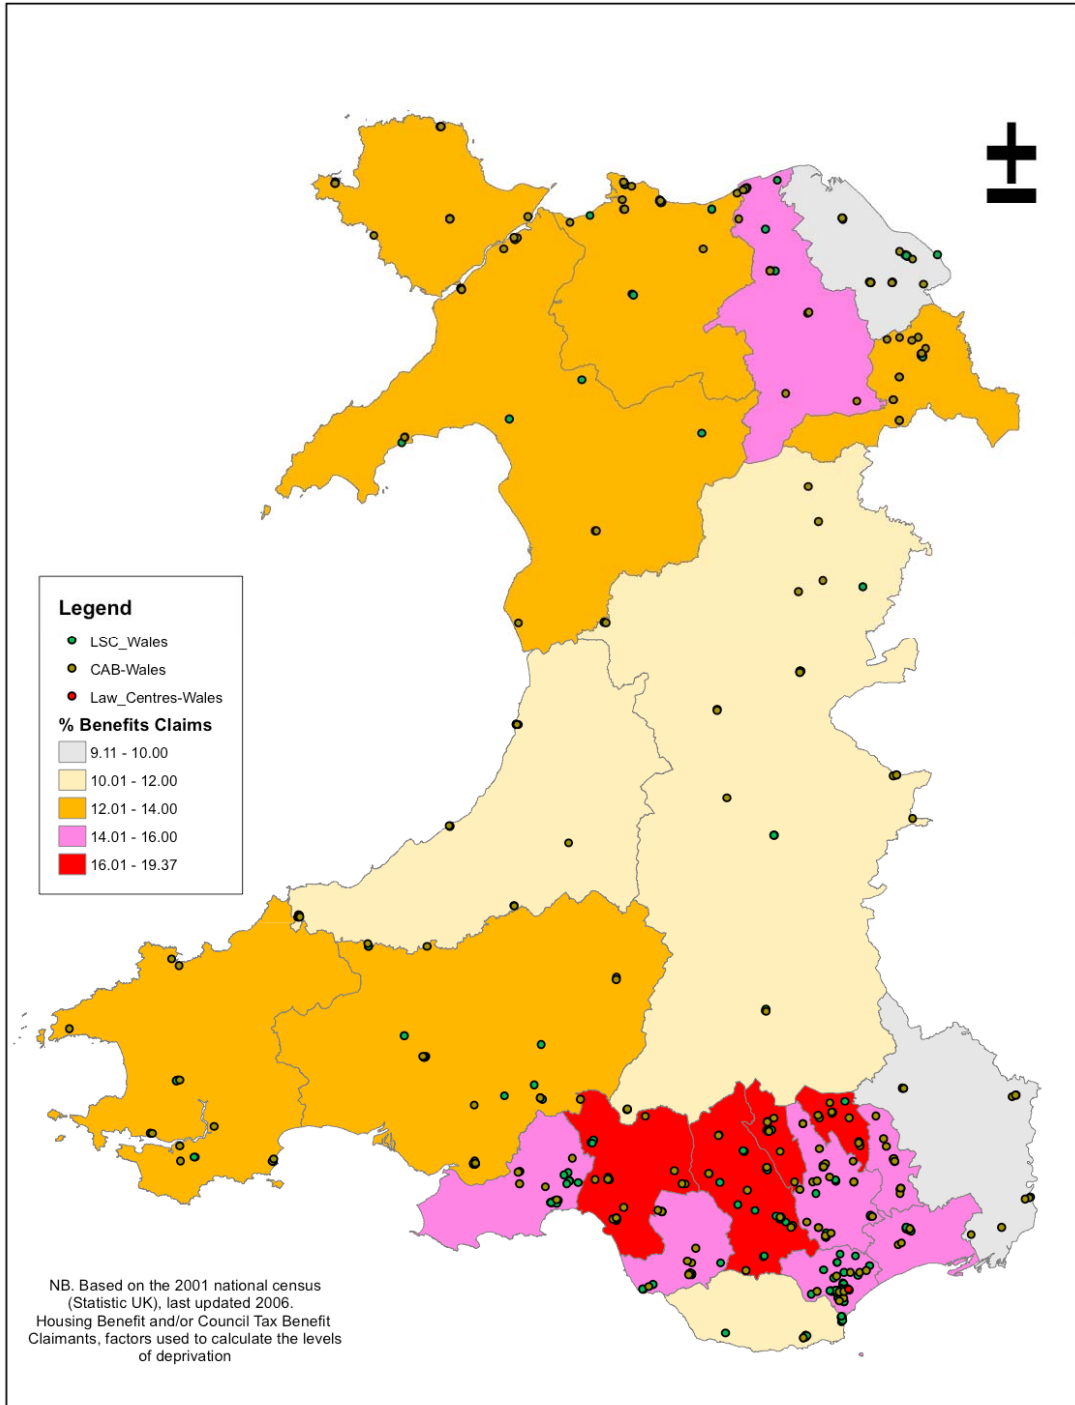 Legend
LSC_Wales
CAB-Wales
Law_Centres-Wales
% Benefits Claims
9.11 - 10.00
10.01 - 12.00
12.01 - 14.00
14.01 - 16.00
16.01 - 19.37
NB. Based on the 2001 national census
(Statistic UK), last updated 2006.
Housing Benefit and/or Council Tax Benefit
Claimants, factors used to calculate the levels
of deprivation